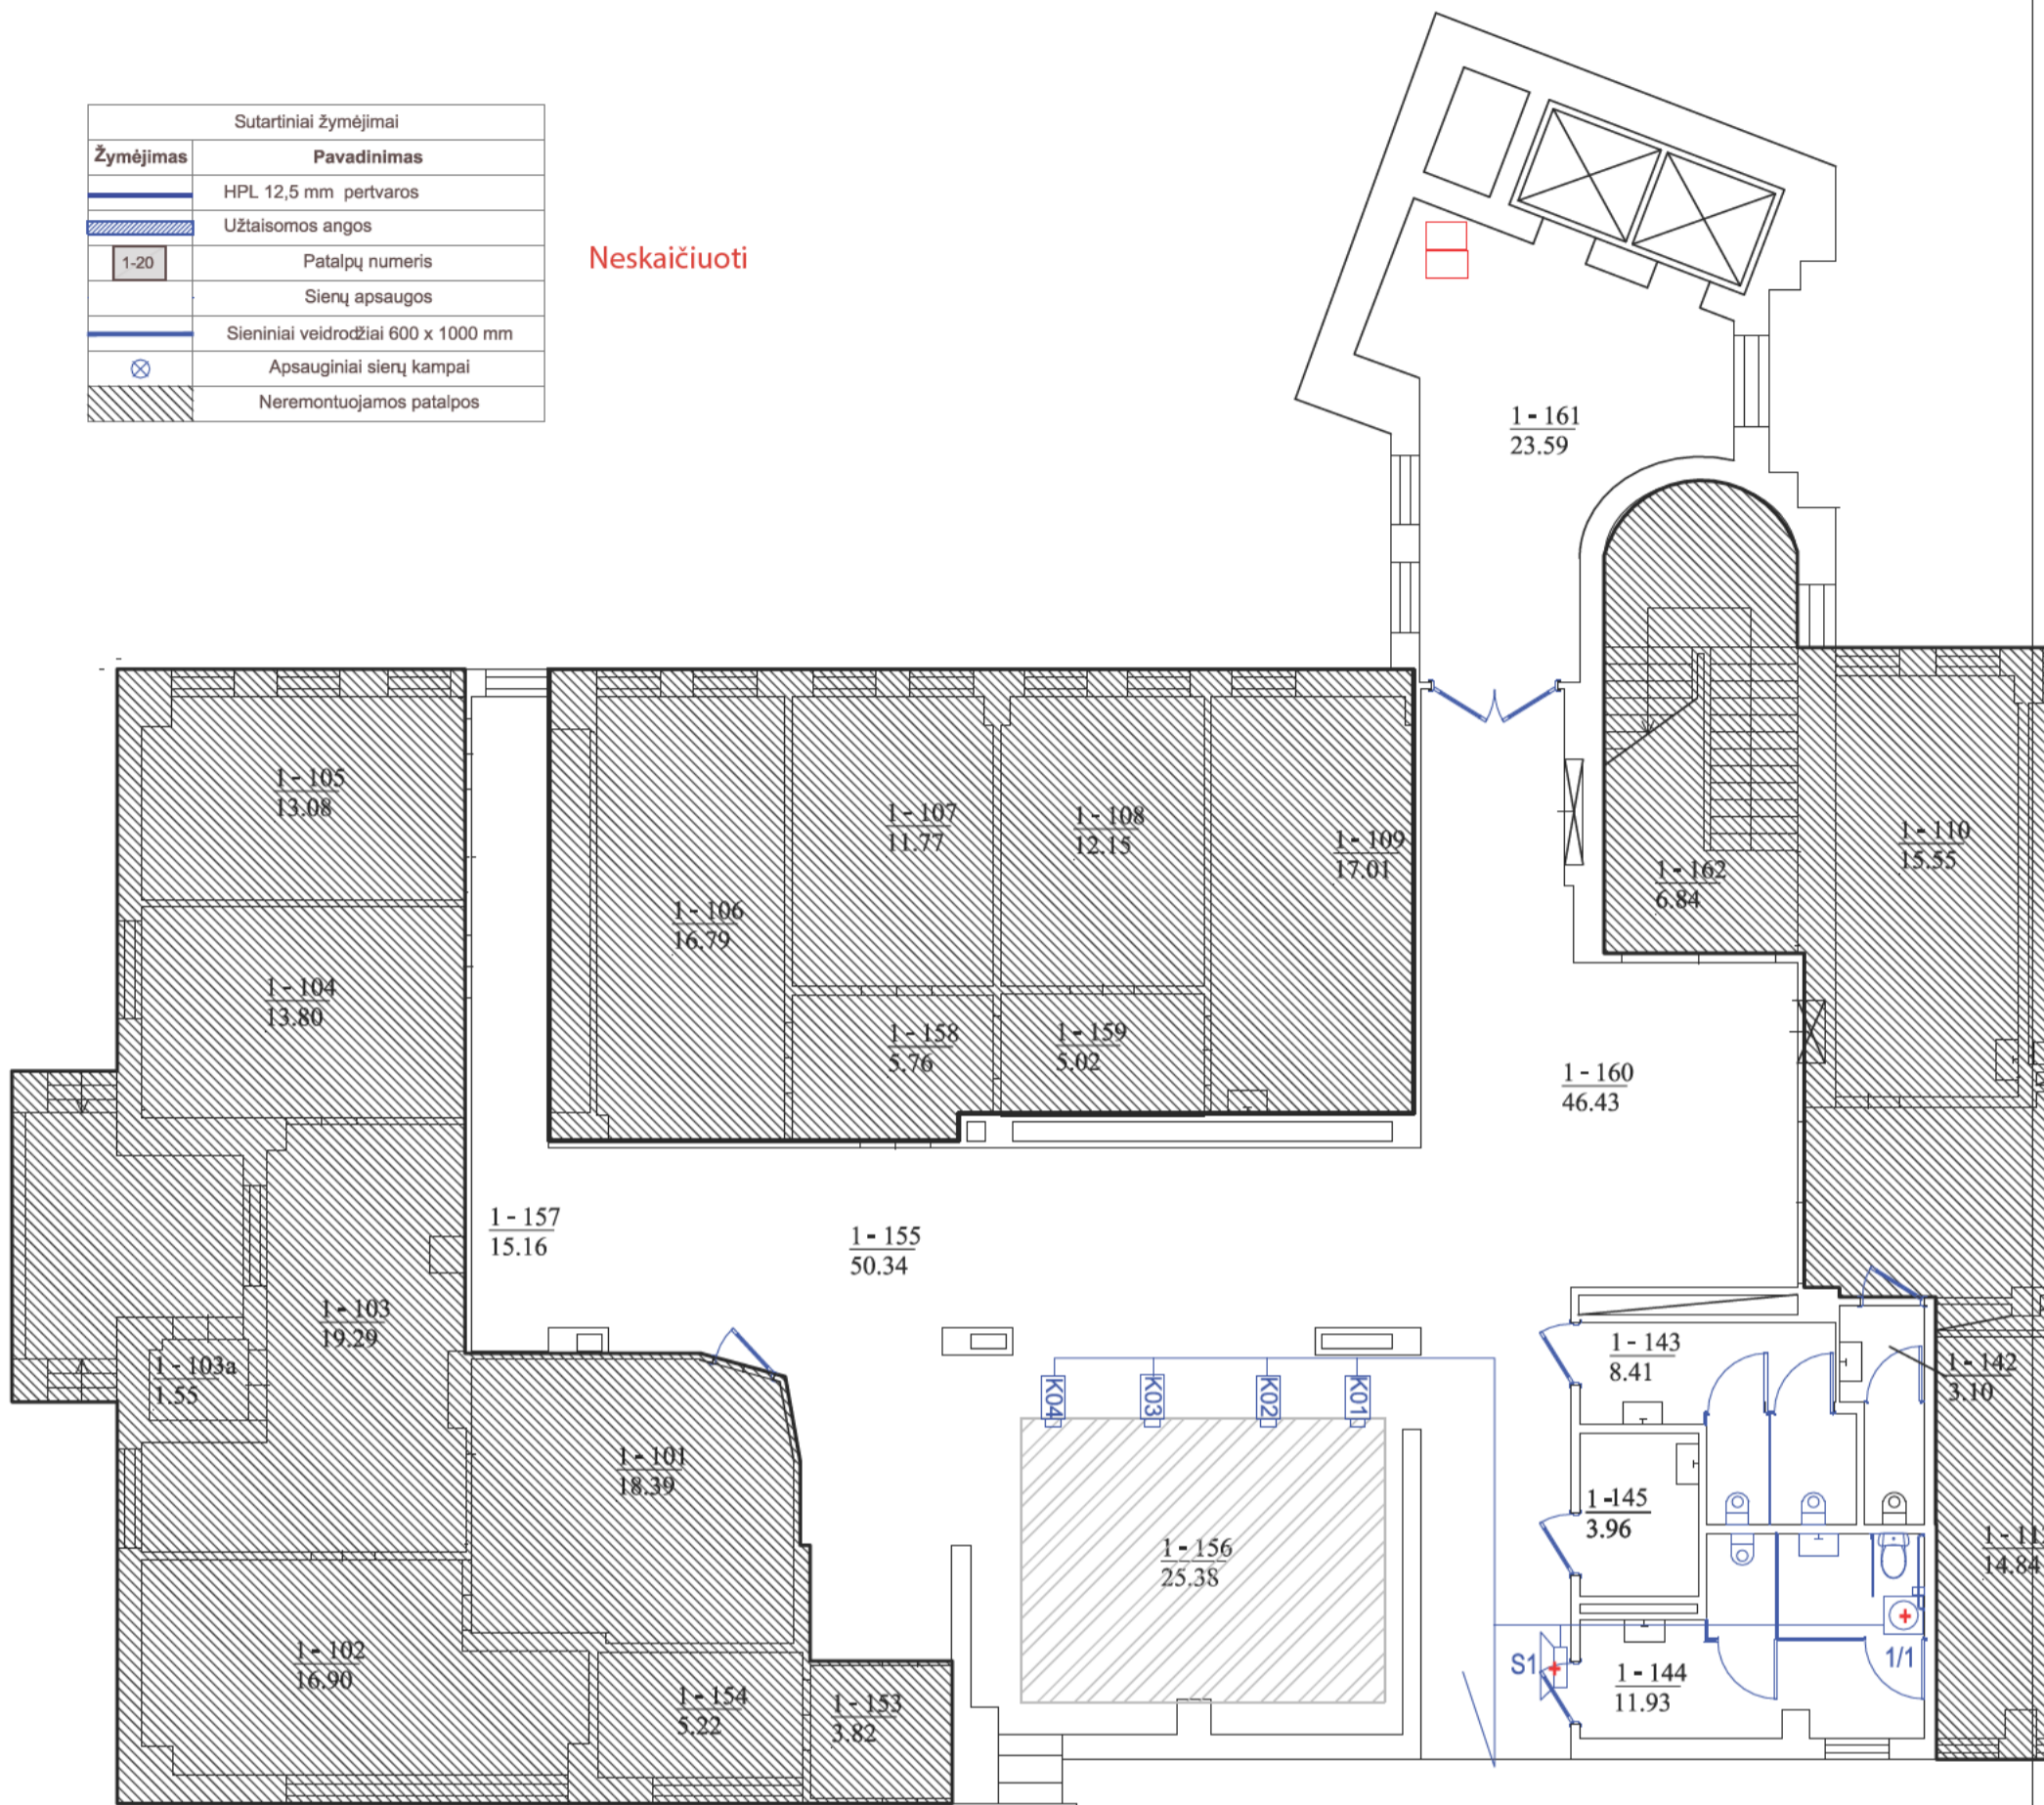 Sutartiniai žymėjimai
Žymėjimas Pavadinimas
HPL 12,5 mm pertvaros
Užtaisomos angos
1-20 Patalpų numeris
Sienų apsaugos
Sieniniai veidrodžiai 600 x 1000 mm
Apsauginiai sienų kampai
Neremontuojamos patalpos
Neskaičiuoti
1 - 161
23.59
1 - 105
13.08
1 - 107
11.77
1 - 108
12.15
1 - 109
17.01
1 - 110
15.55
1 - 162
6.84
1 - 106
16.79
1 - 104
13.80
1 - 158
5.76
1 - 159
5.02
1 - 160
46.43
1 - 157
15.16
1 - 155
50.34
1 - 103
19.29
1 - 103a
1.55
1 - 143
8.41
1 - 142
3.10
K04
K03
K02
K01
1 - 101
18.39
1 -145
3.96
1 - 156
25.38
14.84
1 - 102
16.90
S1
1/1
1 - 144
11.93
1 - 154
5.22
1 - 153
3.82